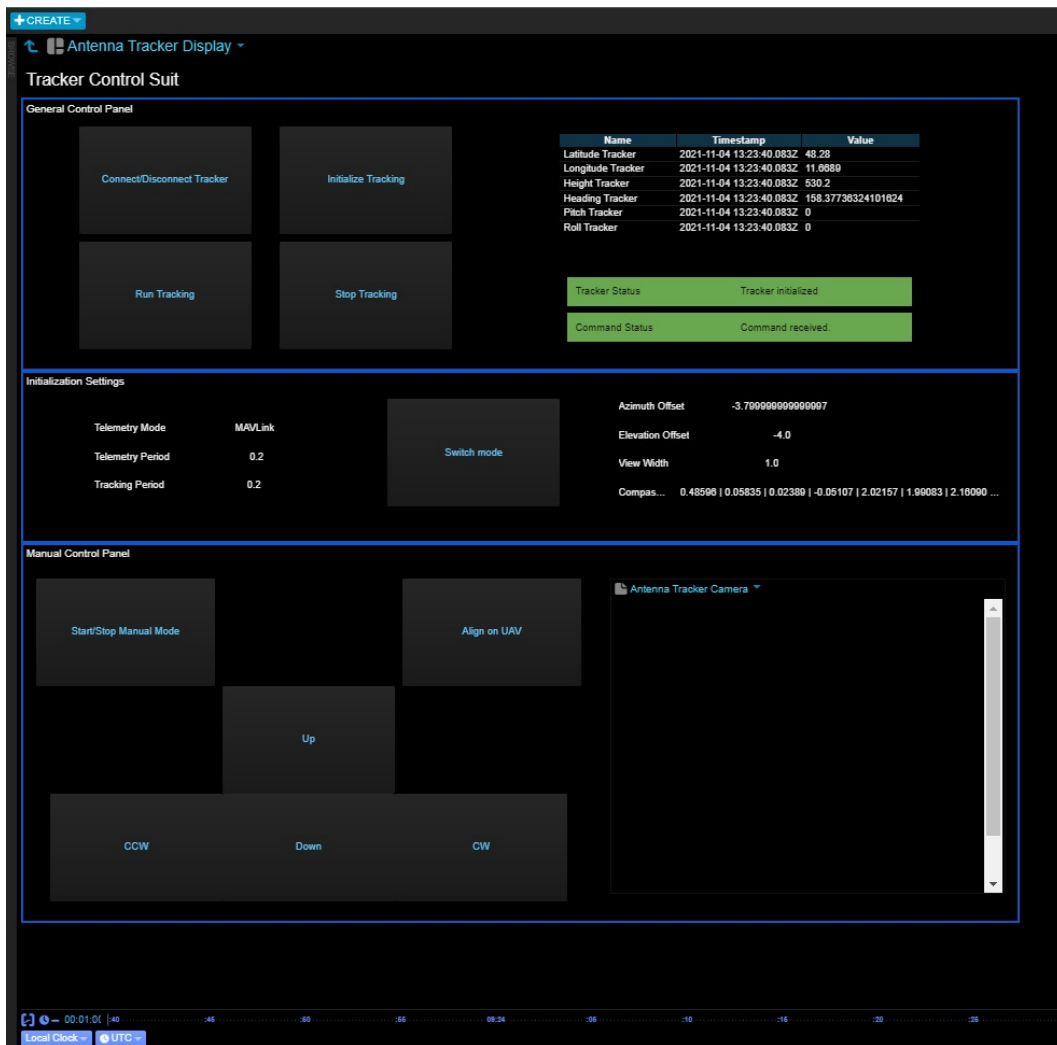 +CREATE
Antenna Tracker Display
Tracker Control Suit
General Control Panel
Connect/Disconnect Tracker
Initialize Tracking
Run Tracking
Stop Tracking
Name Timestamp Value
Latitude Tracker 2021-11-04 13:23:40.083Z 48.28
Longitude Tracker 2021-11-04 13:23:40.083Z 11.6689
Height Tracker 2021-11-04 13:23:40.083Z 530.2
Heading Tracker 2021-11-04 13:23:40.083Z 158.37736324101624
Pitch Tracker 2021-11-04 13:23:40.083Z 0
Roll Tracker 2021-11-04 13:23:40.083Z 0
Tracker Status Tracker initialized
Command Status Command received.
Initialization Settings
Telemetry Mode MAVLink
Telemetry Period 0.2
Tracking Period 0.2
Switch mode
Azimuth Offset -3.799999999999997
Elevation Offset -4.0
View Width 1.0
Compas... 0.48596 | 0.05835 | 0.02389 | -0.05107 | 2.02157 | 1.99083 | 2.16090 ...
Manual Control Panel
Start/Stop Manual Mode
Align on UAV
Up
CCW
Down
CW
Antenna Tracker Camera
00:01:0 :40 :45 :50 :55 09:24 :05 :10 :15 :20 :25
Local Clock UTC